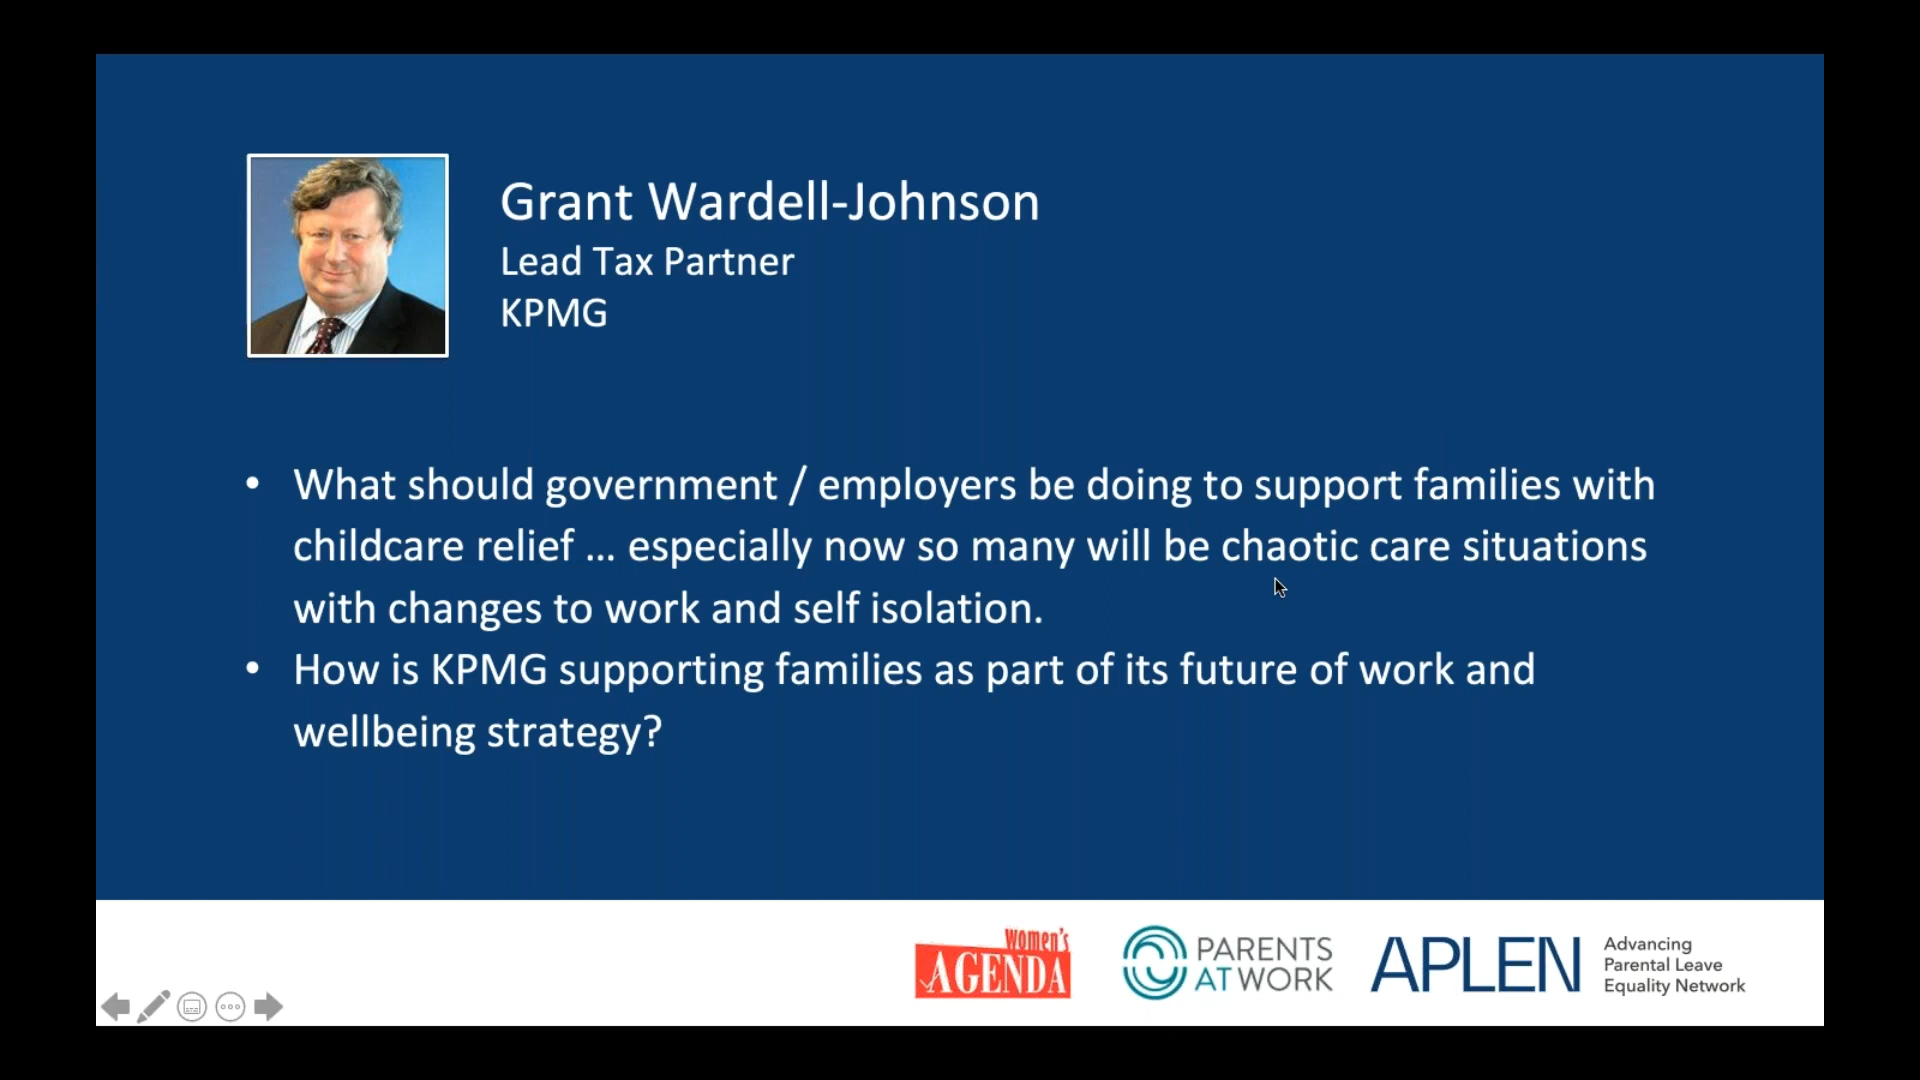 Grant Wardell-Johnson
Lead Tax Partner
KPMG
• What should government / employers be doing to support families with
childcare relief ... especially now so many will be chaotic care situations
with changes to work and self isolation.
• How is KPMG supporting families as part of its future of work and
wellbeing strategy?
women's
AGENDA
PARENTS
AT WORK
APLEN
Advancing
Parental Leave
Equality Network